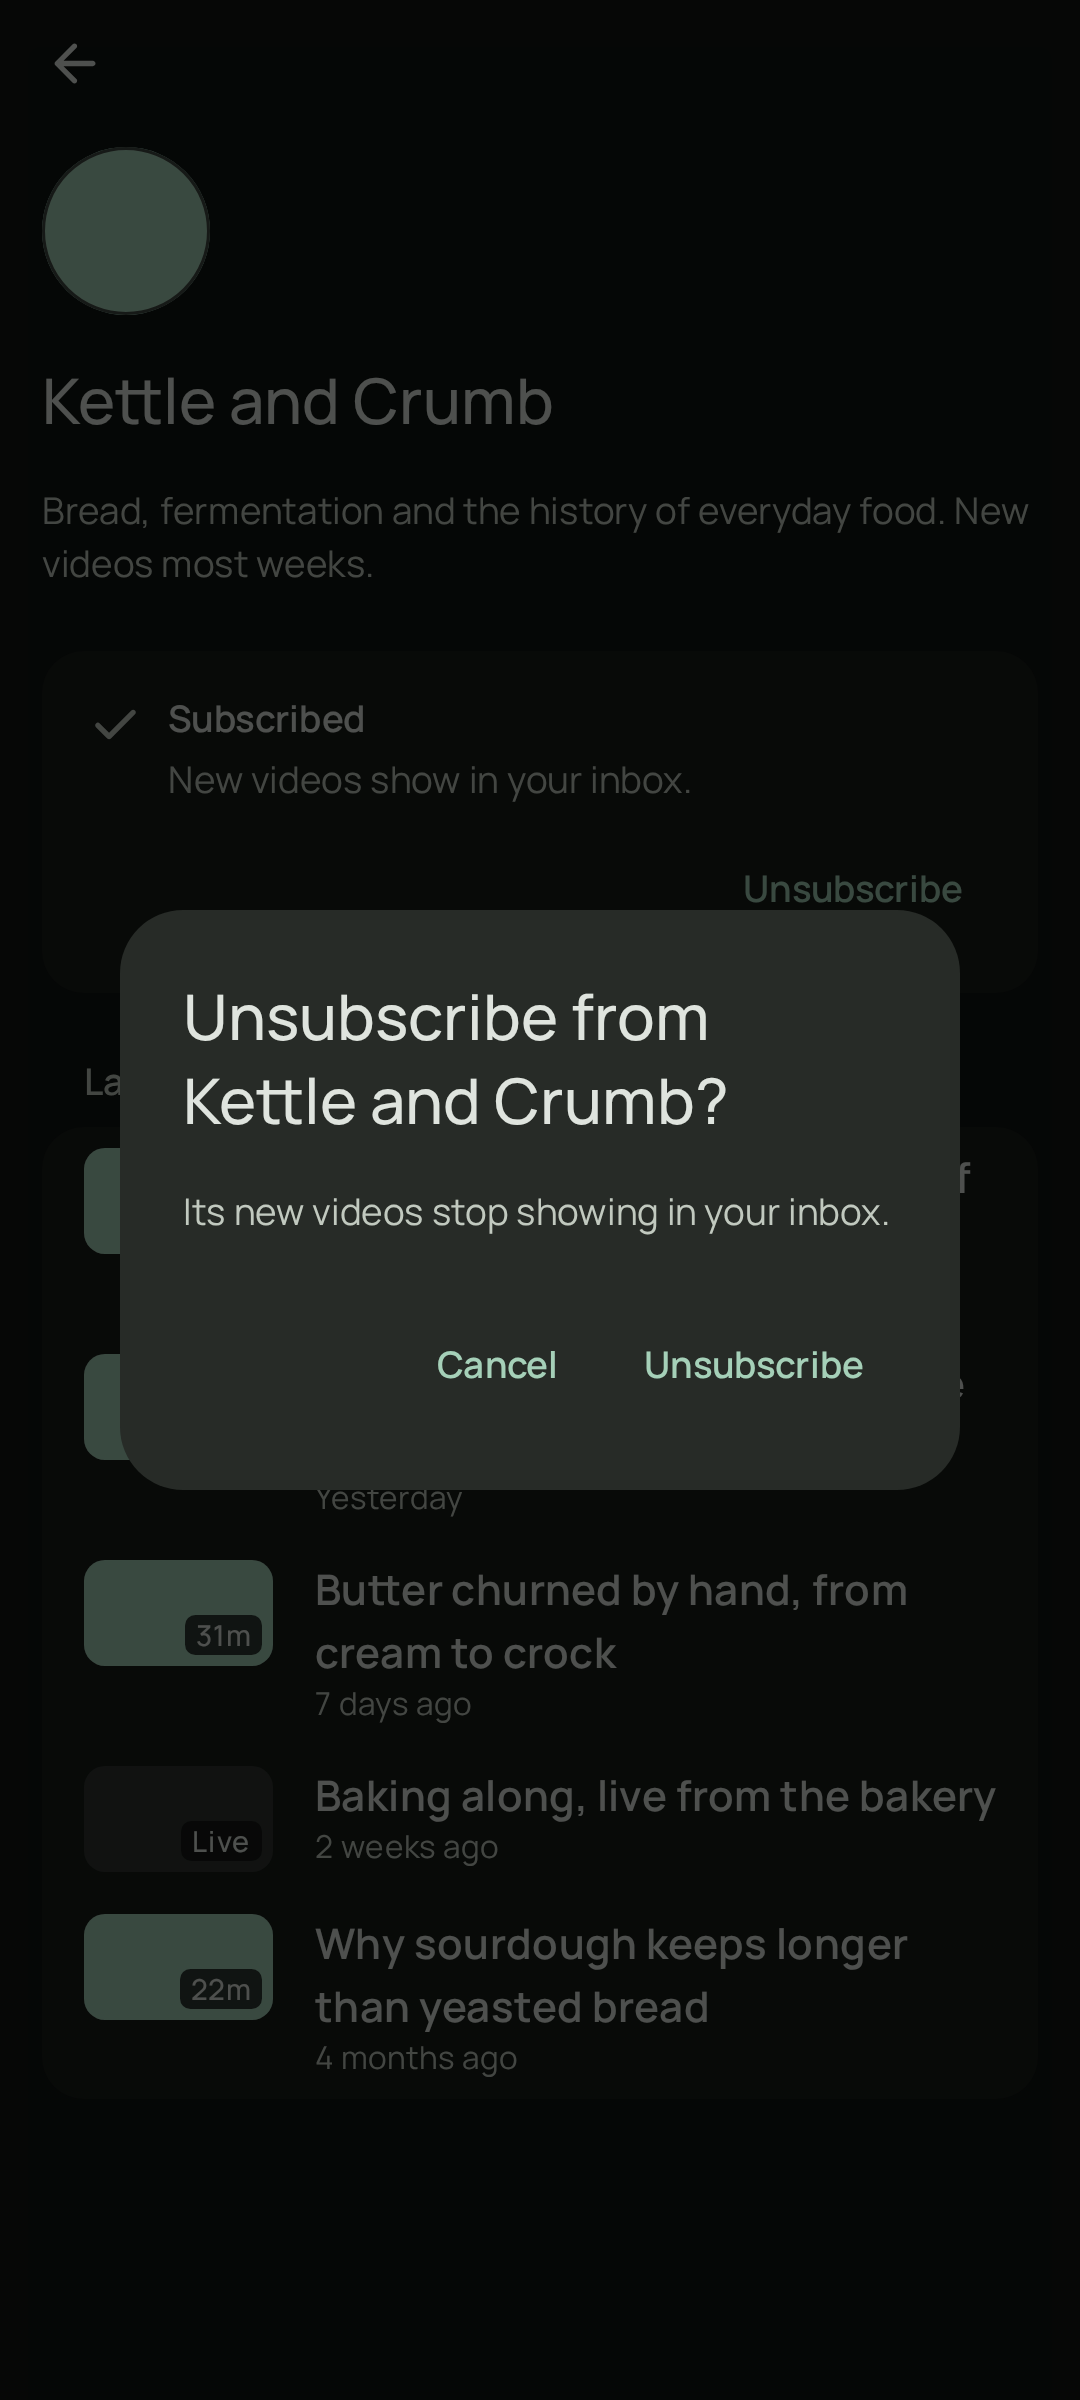 Kettle and Crumb
Bread, fermentation and the history of everyday food. New
videos most weeks.
Subscribed
New videos show in your inbox.
Unsubscribe
Unsubscribe from
Kettle and Crumb?
Its new videos stop showing in your inbox.
Cancel
Unsubscribe
Yesterday
31m
Butter churned by hand, from
cream to crock
7 days ago
Live
Baking along, live from the bakery
2 weeks ago
22m
Why sourdough keeps longer
than yeasted bread
4 months ago